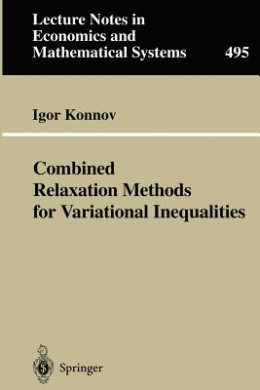 Lecture Notes in
Economics and
Mathematical Systems 495
Igor Konnov
Combined
Relaxation Methods
for Variational Inequalities
Springer